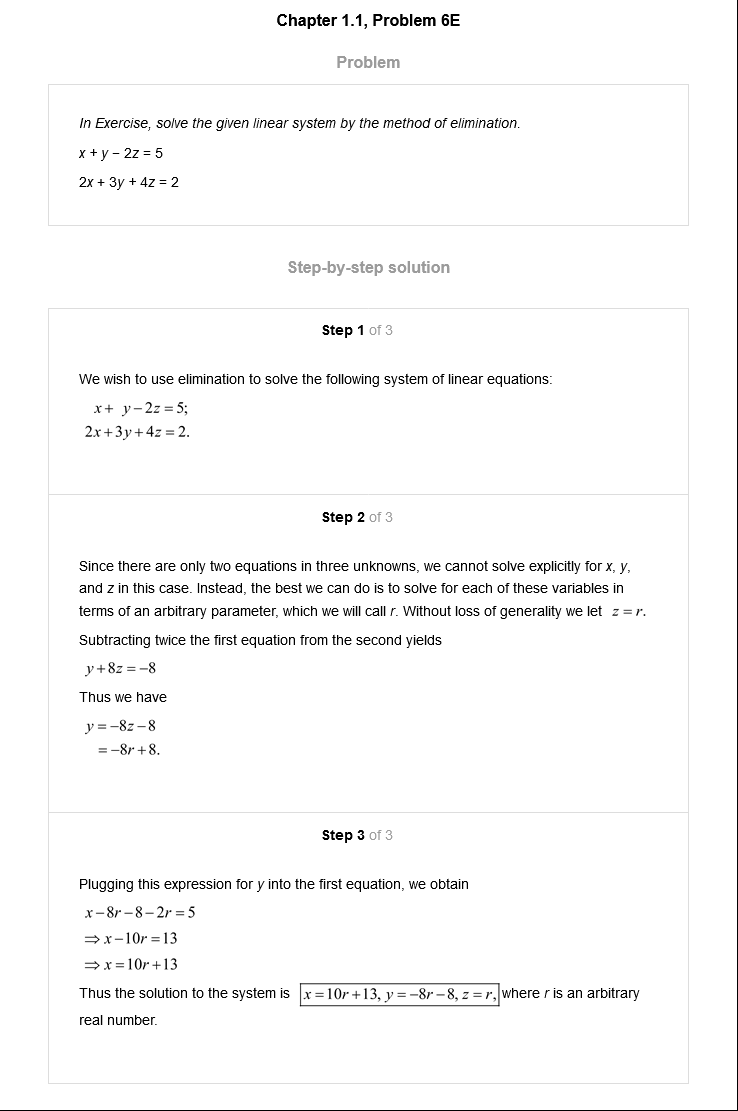 Chapter 1.1, Problem 6E
Problem
In Exercise, solve the given linear system by the method of elimination.
x + y – 2z = 5
2x + 3y + 4z = 2
Step-by-step solution
Step 1 of 3
We wish to use elimination to solve the following system of linear equations:
x + y – 2z = 5;
2x + 3y + 4z = 2.
Step 2 of 3
Since there are only two equations in three unknowns, we cannot solve explicitly for x, y,
and z in this case. Instead, the best we can do is to solve for each of these variables in
terms of an arbitrary parameter, which we will call r. Without loss of generality we let z = r.
Subtracting twice the first equation from the second yields
y + 8z = –8
Thus we have
y = –8z – 8
= –8r + 8.
Step 3 of 3
Plugging this expression for y into the first equation, we obtain
x – 8r – 8 – 2r = 5
⇒ x – 10r = 13
⇒ x = 10r + 13
Thus the solution to the system is x = 10r + 13, y = –8r – 8, z = r, where r is an arbitrary
real number.